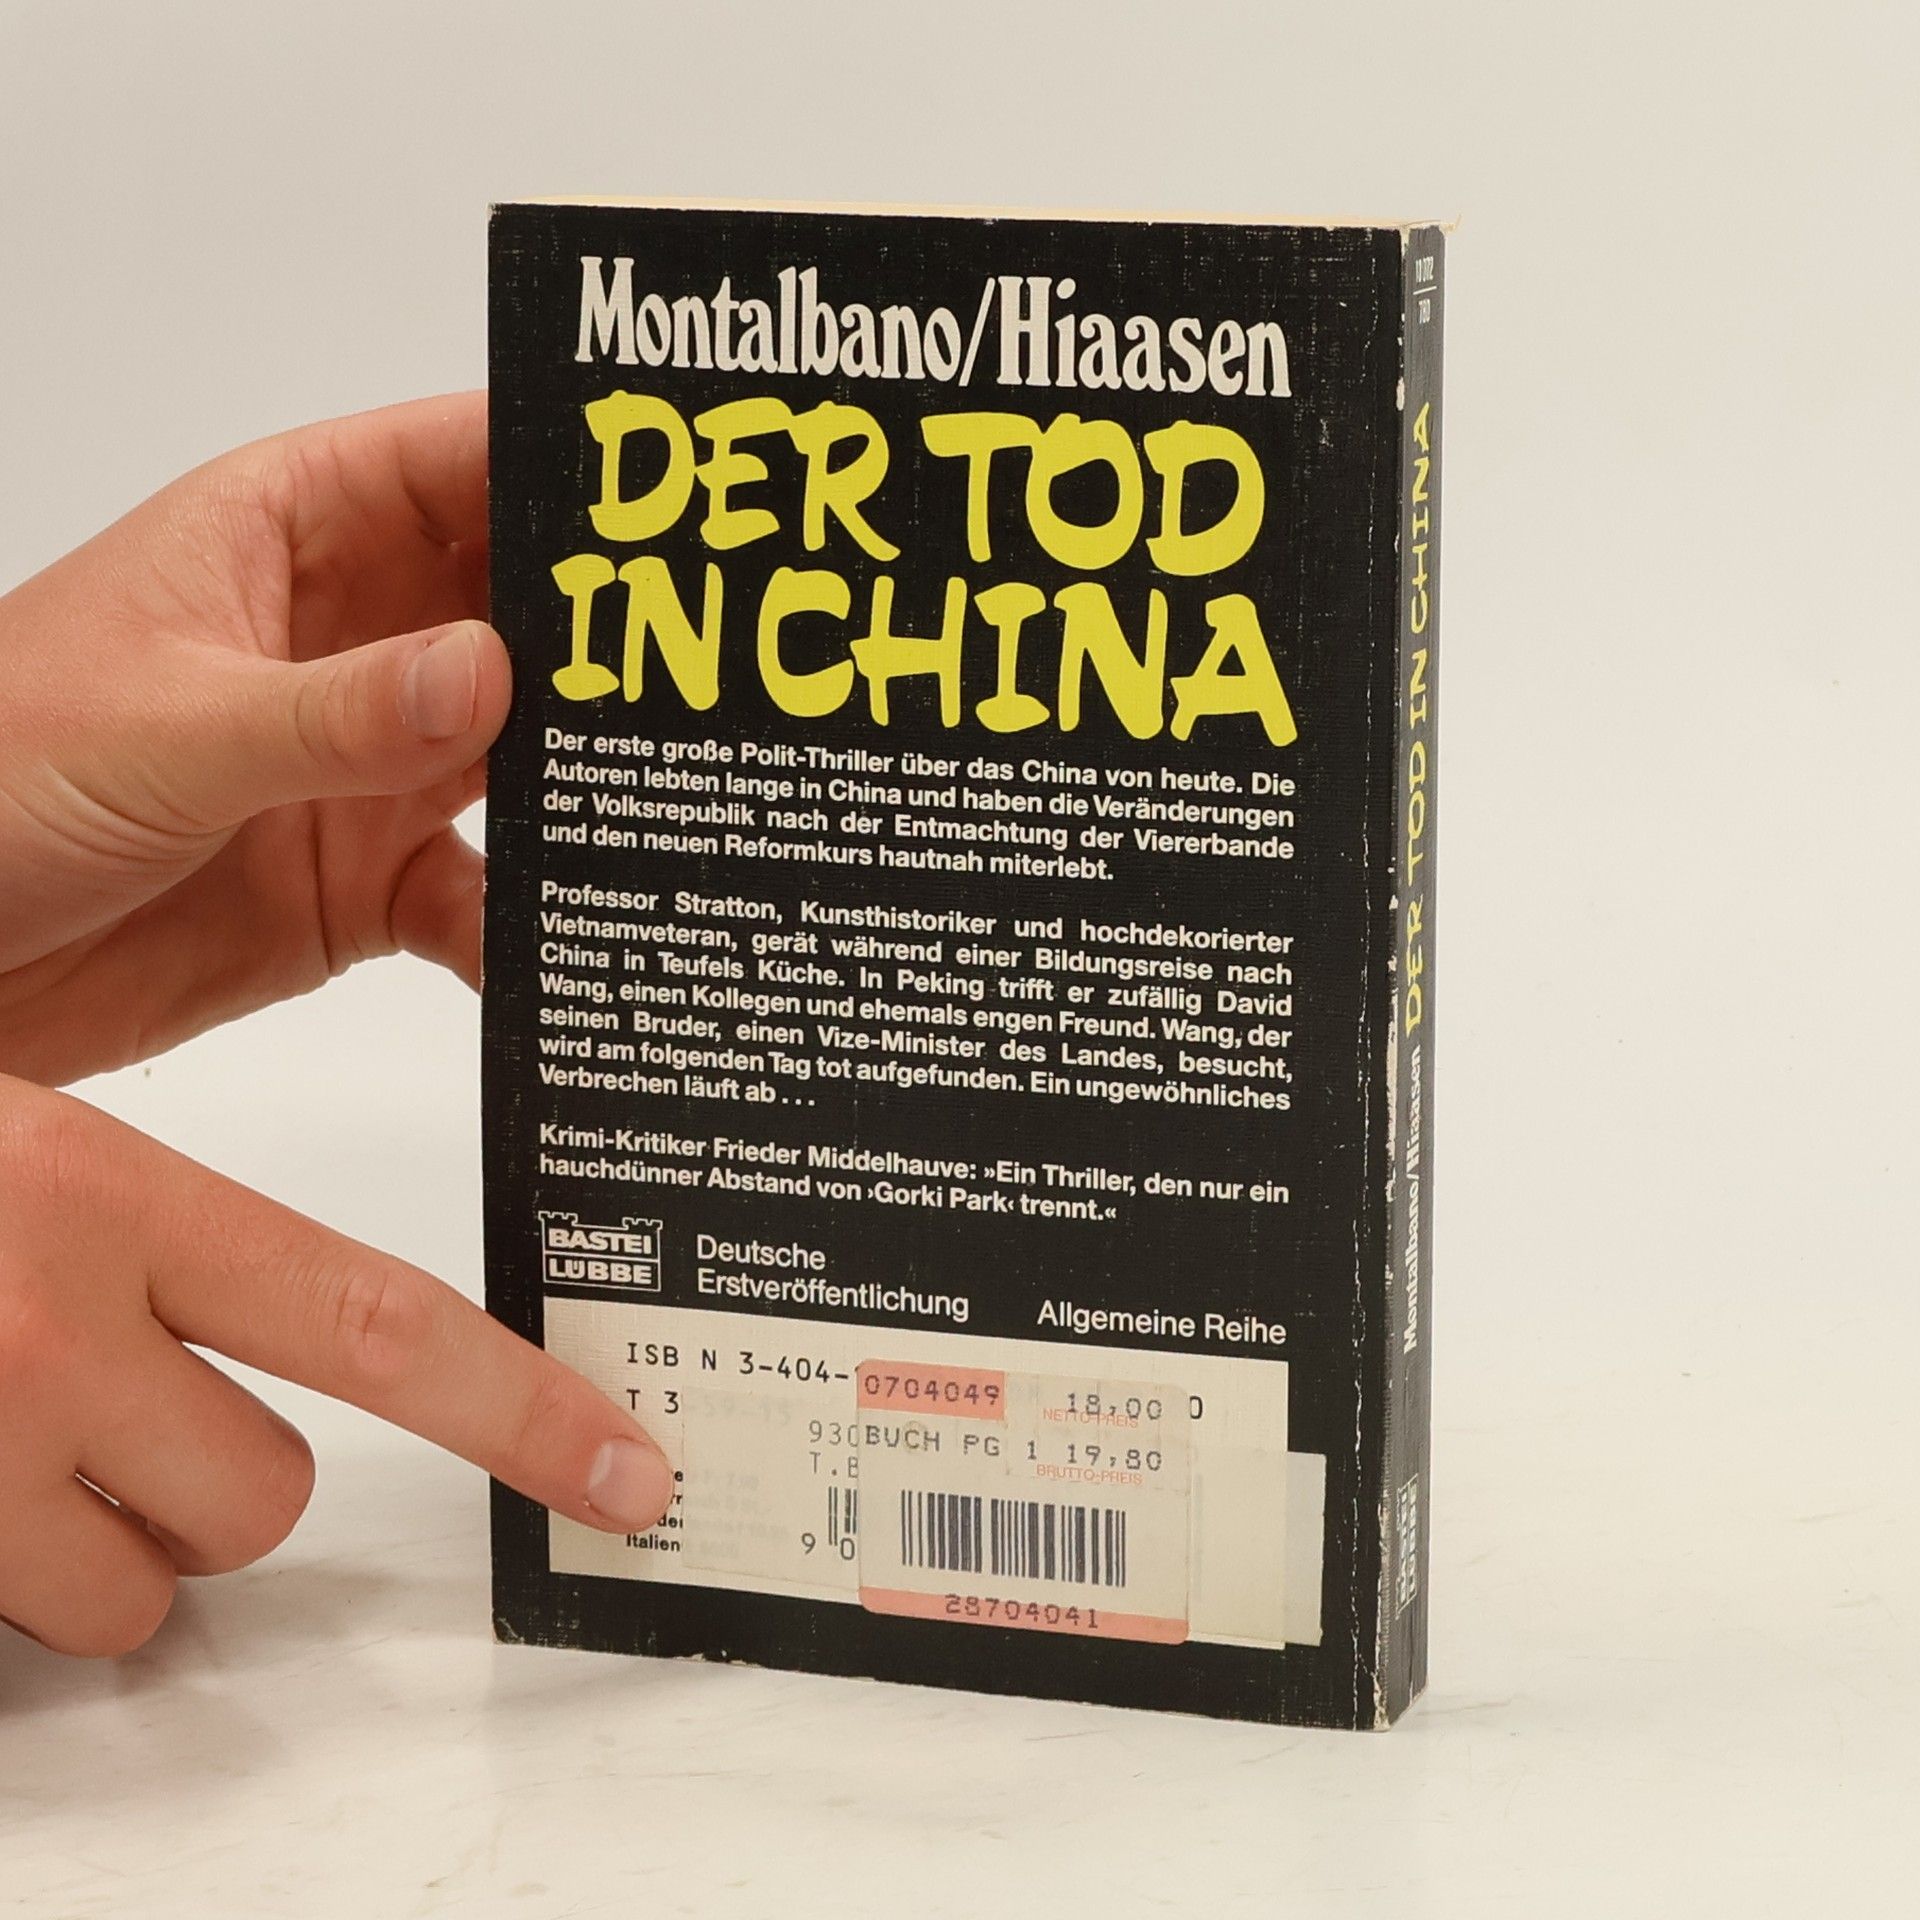 Montalbano/Hiaasen
DER TOD
IN CHINA
Der erste große Polit-Thriller über das China von heute. Die
Autoren lebten lange in China und haben die Veränderungen
der Volksrepublik nach der Entmachtung der Viererbande
und den neuen Reformkurs hautnah miterlebt.
Professor Stratton, Kunsthistoriker und hochdekorierter
Vietnamveteran, gerät während einer Bildungsreise nach
China in Teufels Küche. In Peking trifft er zufällig David
Wang, einen Kollegen und ehemals engen Freund. Wang, der
seinen Bruder, einen Vize-Minister des Landes, besucht,
wird am folgenden Tag tot aufgefunden. Ein ungewöhnliches
Verbrechen läuft ab . . .
Krimi-Kritiker Frieder Middelhauve: »Ein Thriller, den nur ein
hauchdünner Abstand von ›Gorki Park‹ trennt.«
BASTEI
LÜBBE
Deutsche
Erstveröffentlichung
Allgemeine Reihe
ISB N 3-404-
T 3
0704049
18,00
NETTO-PREIS
BUCH PG 1 19,80
BRUTTO-PREIS
Italien
9 0
28704041
Montalbano/Hiaasen DER TOD IN CHINA